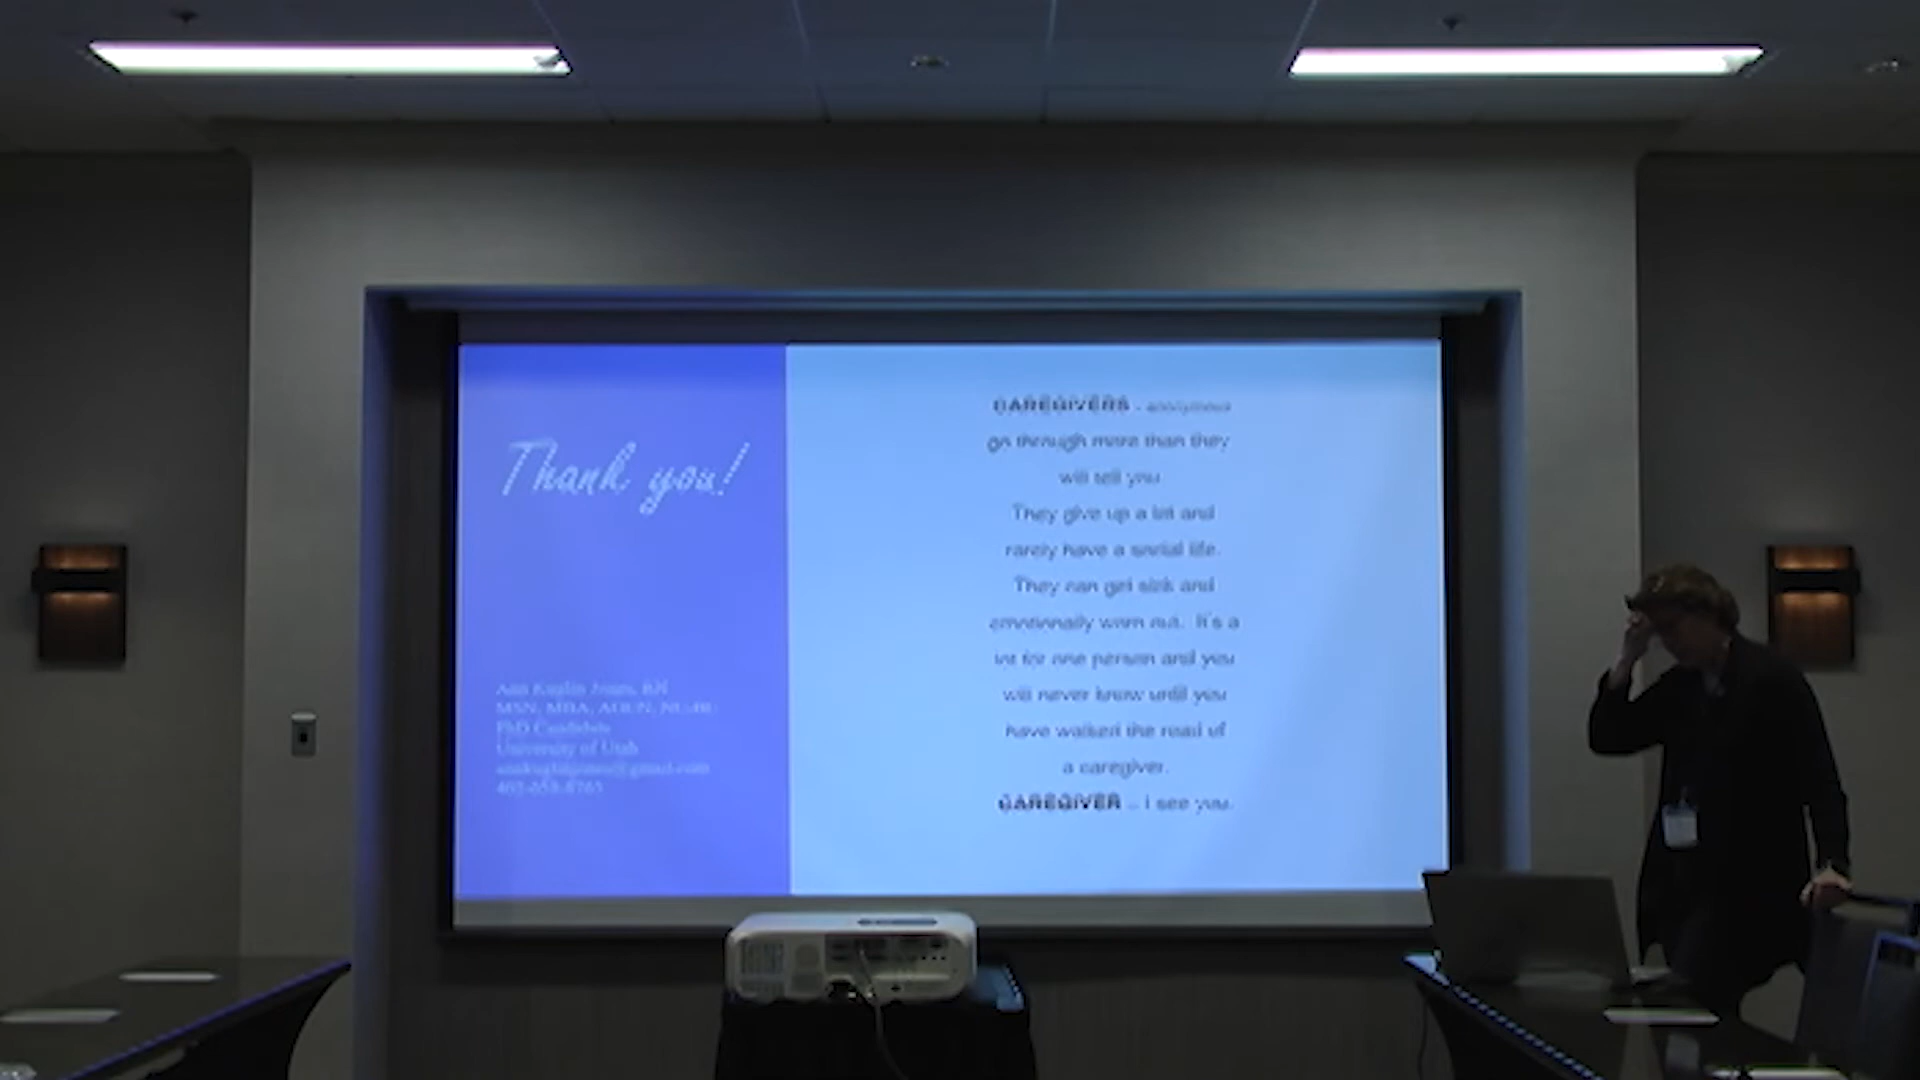 Thank you!
MSN, MBA,
PhD Candidate
University of Utah
CAREGIVERS - anonymous
go through more than they
will tell you
They give up a lot and
rarely have a social life.
They can get sick and
emotionally worn out. It's a
lot for one person and you
will never know until you
have walked the road of
a caregiver.
CAREGIVER - I see you.